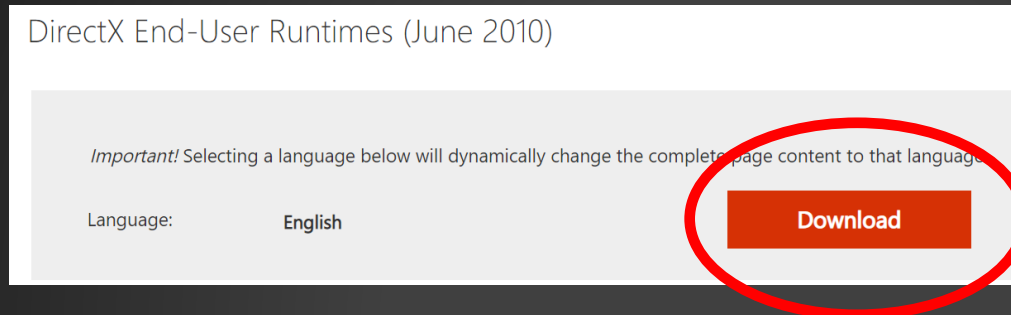 DirectX End-User Runtimes (June 2010)
Important! Selecting a language below will dynamically change the complete page content to that language
Language: English Download